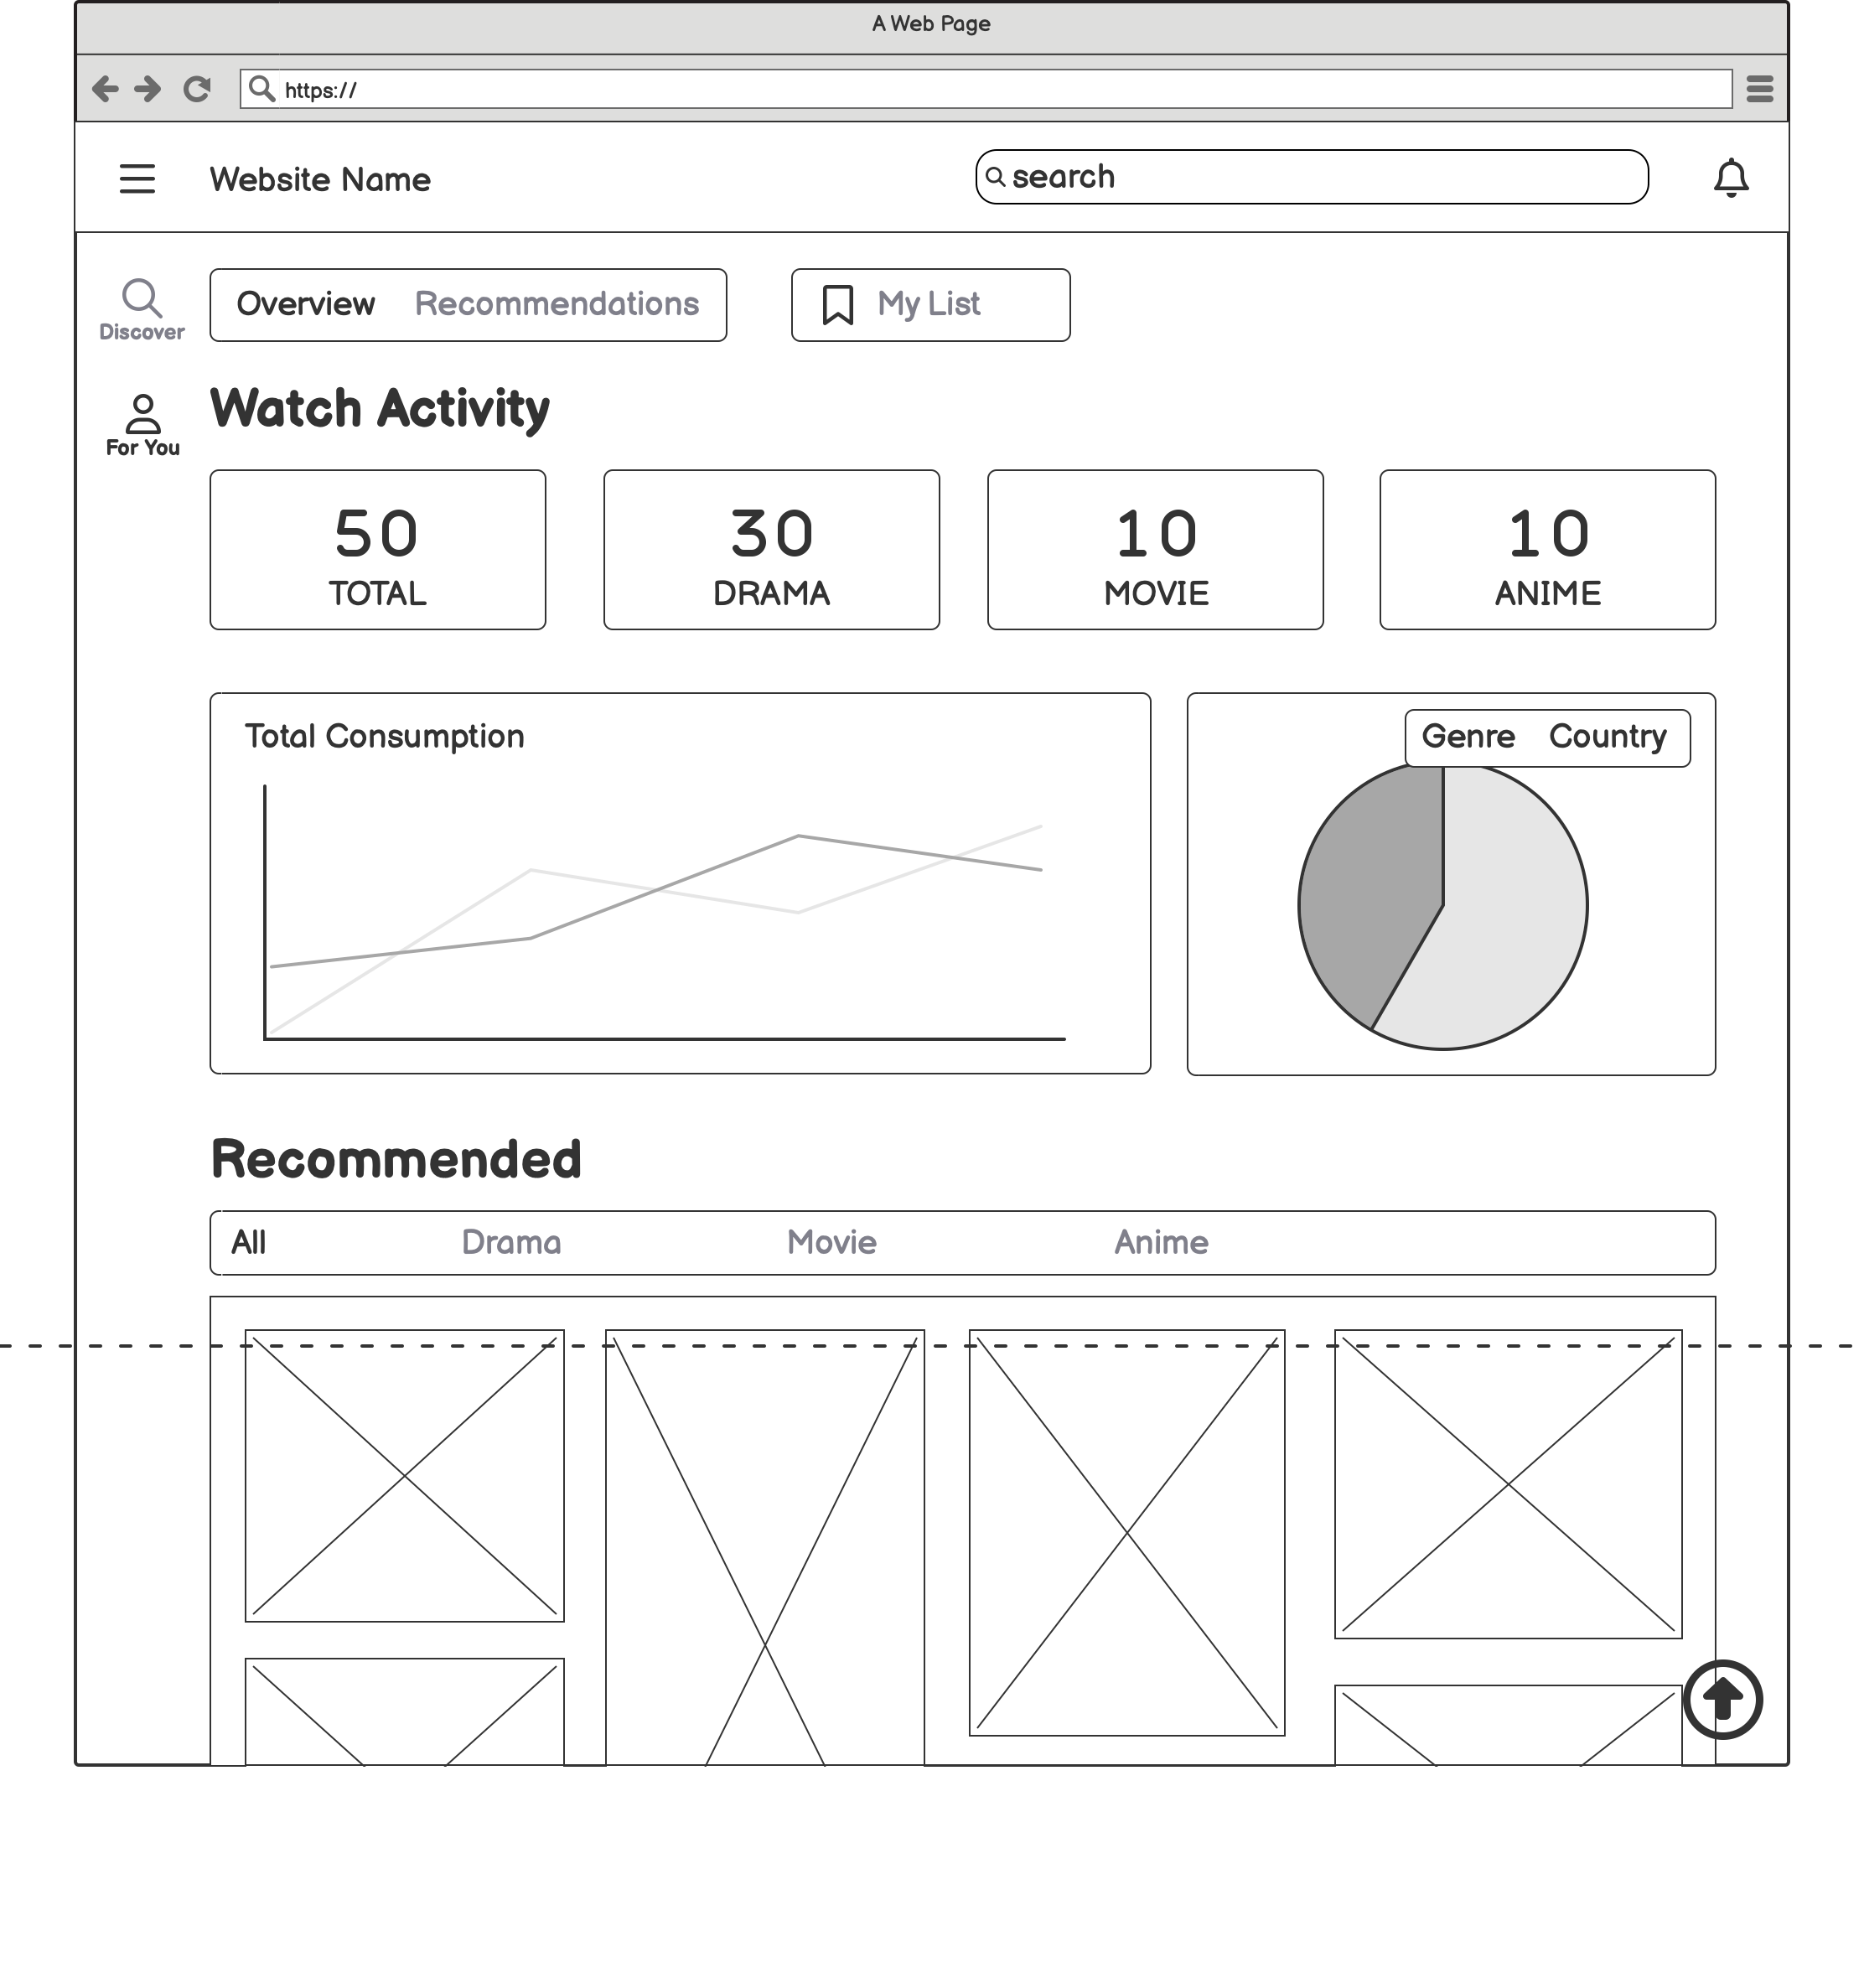 A Web Page
https://
Website Name
search
Discover
Overview Recommendations
My List
For You
Watch Activity
50
TOTAL
30
DRAMA
10
MOVIE
10
ANIME
Total Consumption
Genre Country
Recommended
All Drama Movie Anime